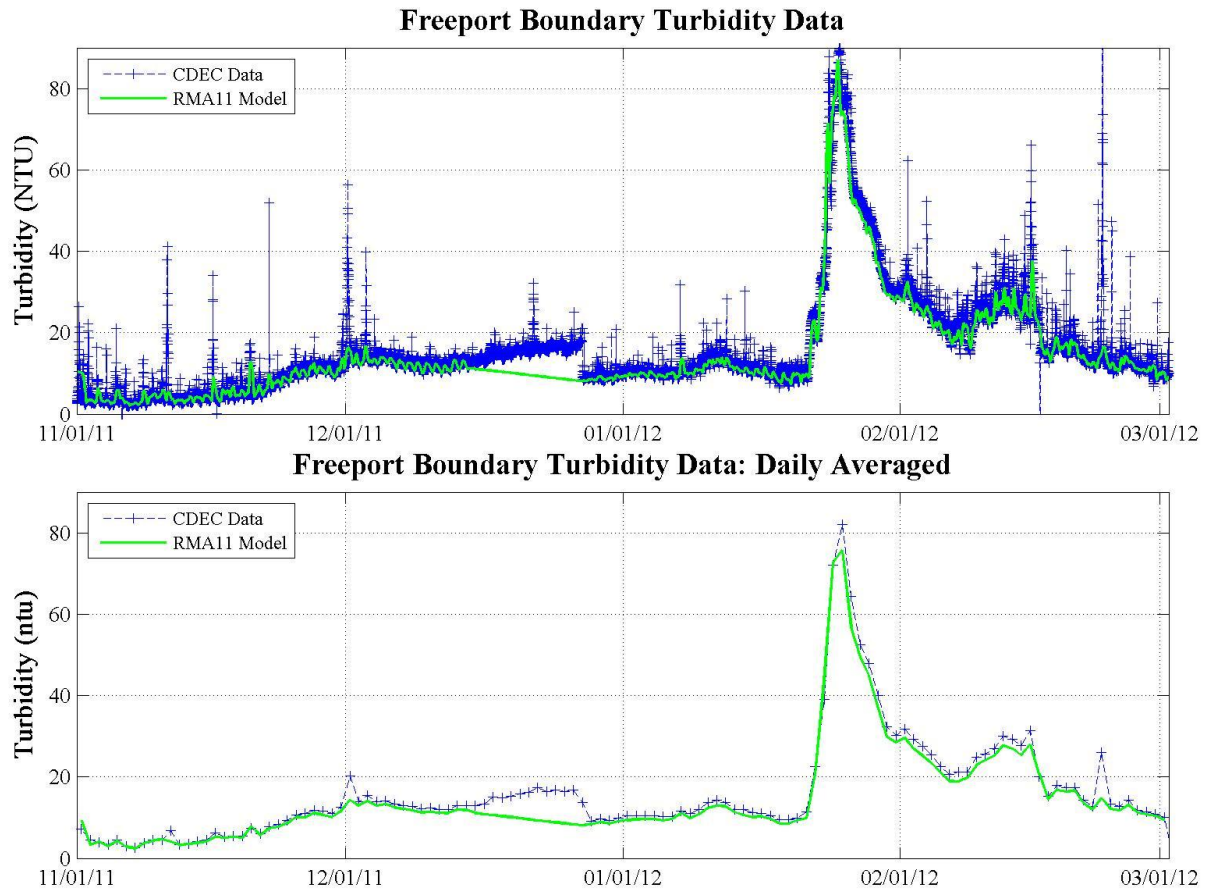 Freeport Boundary Turbidity Data
CDEC Data
RMA11 Model
Turbidity (NTU)
80
60
40
20
0
11/01/11 12/01/11 01/01/12 02/01/12 03/01/12
Freeport Boundary Turbidity Data: Daily Averaged
CDEC Data
RMA11 Model
Turbidity (ntu)
80
60
40
20
0
11/01/11 12/01/11 01/01/12 02/01/12 03/01/12